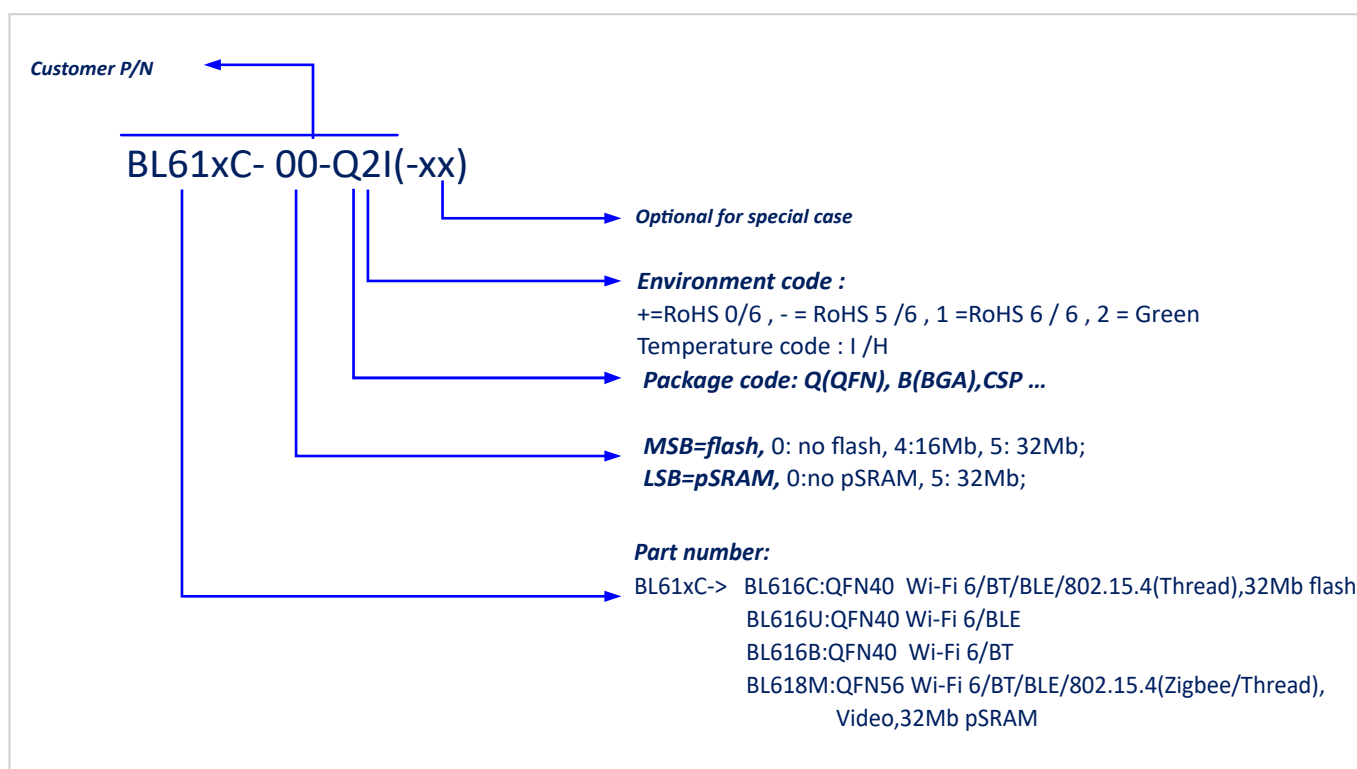 Customer P/N
BL61xC- 00-Q2I(-xx)
Optional for special case
Environment code :
+=RoHS 0/6 , - = RoHS 5 /6 , 1 =RoHS 6 / 6 , 2 = Green
Temperature code : I /H
Package code: Q(QFN), B(BGA),CSP ...
MSB=flash, 0: no flash, 4:16Mb, 5: 32Mb;
LSB=pSRAM, 0:no pSRAM, 5: 32Mb;
Part number:
BL61xC-> BL616C:QFN40 Wi-Fi 6/BT/BLE/802.15.4(Thread),32Mb flash
BL616U:QFN40 Wi-Fi 6/BLE
BL616B:QFN40 Wi-Fi 6/BT
BL618M:QFN56 Wi-Fi 6/BT/BLE/802.15.4(Zigbee/Thread),
Video,32Mb pSRAM